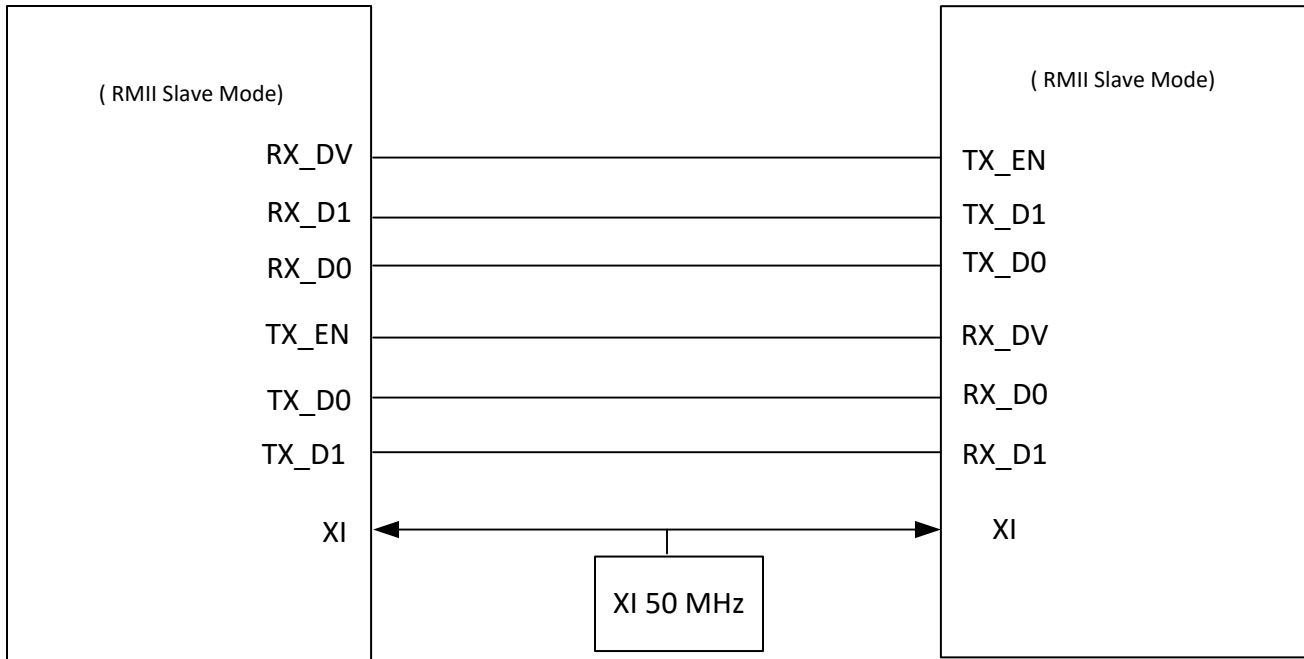 ( RMII Slave Mode)
RX_DV
RX_D1
RX_D0
TX_EN
TX_D0
TX_D1
XI
XI 50 MHz
( RMII Slave Mode)
TX_EN
TX_D1
TX_D0
RX_DV
RX_D0
RX_D1
XI